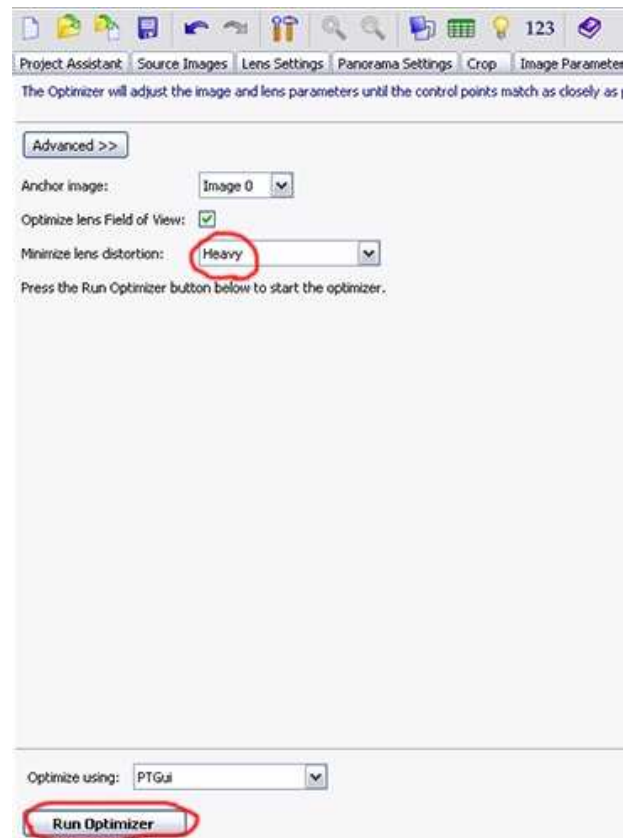 123
Project Assistant Source Images Lens Settings Panorama Settings Crop Image Parameter
The Optimizer will adjust the image and lens parameters until the control points match as closely as
Advanced >>
Anchor image: Image 0
Optimize lens Field of View:
Minimize lens distortion: Heavy
Press the Run Optimizer button below to start the optimizer.
Optimize using: PTGui
Run Optimizer